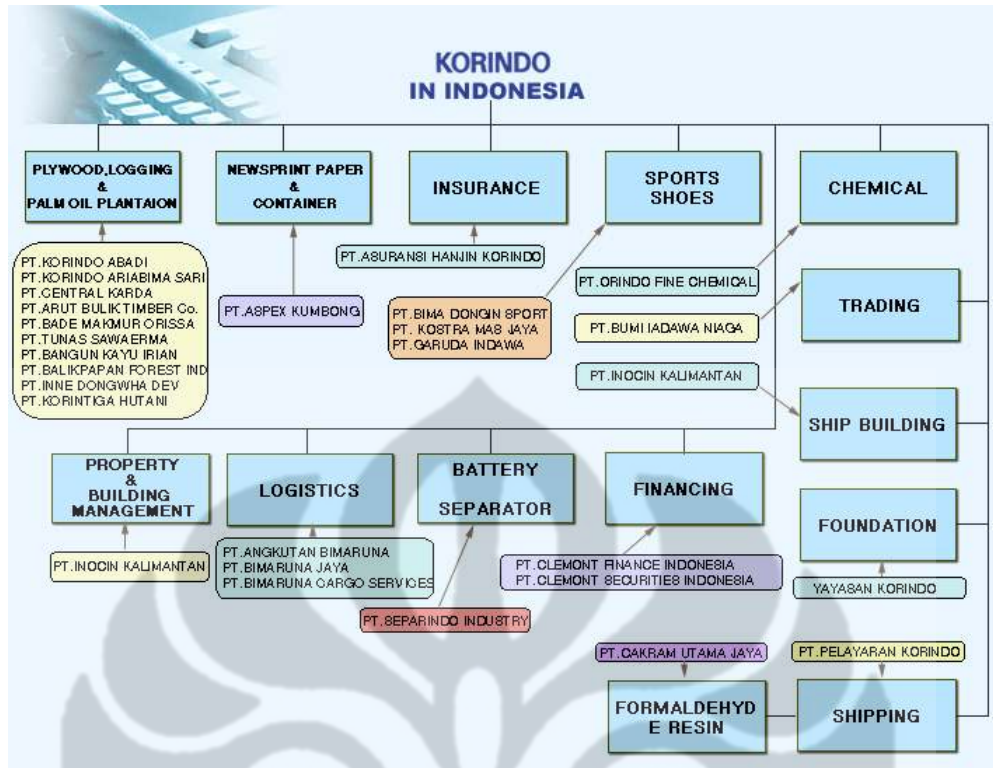 KORINDO
IN INDONESIA
PLYWOOD,LOGGING
&
PALM OIL PLANTAION
NEWSPRINT PAPER
&
CONTAINER
INSURANCE
SPORTS
SHOES
CHEMICAL
PT.KORINDO ABADI
PT.KORINDO ARIABIMA SARI
PT.CENTRAL KARDA
PT.ARUT BULIK TIMBER Co.
PT.BADE MAKMUR ORISSA
PT.TUNAS SAWAERMA
PT.BANGUN KAYU IRIAN
PT.BALIKPAPAN FOREST IND
PT.INNE DONGWHA DEV
PT.KORINTIGA HUTANI
PT.ASPEX KUMBONG
PT.ASURANSI HANJIN KORINDO
PT.BIMA DONGIN SPORT
PT. KOSTRA MAS JAYA
PT.GARUDA INDAWA
PT.ORINDO FINE CHEMICAL
PT.BUMI IADAWA NIAGA
TRADING
PT.INOCIN KALIMANTAN
SHIP BUILDING
PROPERTY
&
BUILDING
MANAGEMENT
LOGISTICS
BATTERY
SEPARATOR
FINANCING
FOUNDATION
PT.INOCIN KALIMANTAN
PT.ANGKUTAN BIMARUNA
PT.BIMARUNA JAYA
PT.BIMARUNA CARGO SERVICES
PT.SEPARINDO INDUSTRY
PT.CLEMONT FINANCE INDONESIA
PT.CLEMONT SECURITIES INDONESIA
YAYASAN KORINDO
PT.CAKRAM UTAMA JAYA
PT.PELAYARAN KORINDO
FORMALDEHYD
E RESIN
SHIPPING